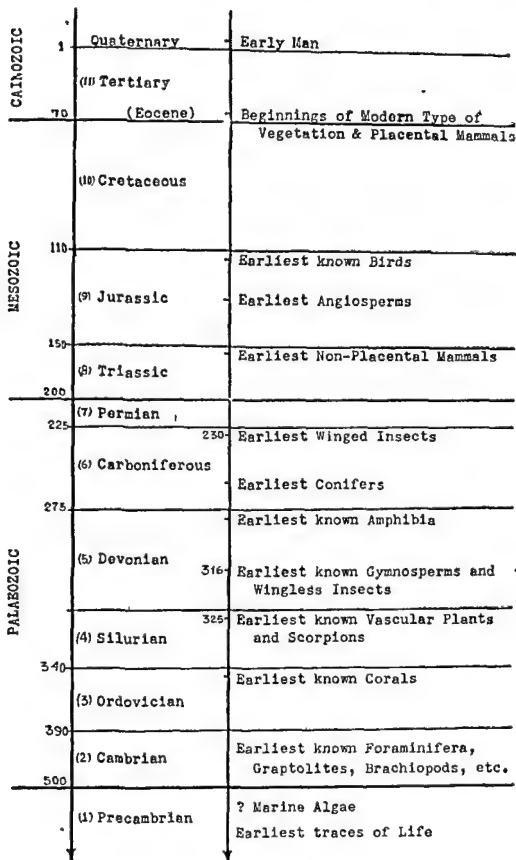 CAINOZOIC
Quaternary Early Man
1
(11) Tertiary
70 (Eocene) Beginnings of Modern Type of
Vegetation & Placental Mammals
MESOZOIC
(10) Cretaceous
110
Earliest known Birds
(9) Jurassic Earliest Angiosperms
150
Earliest Non-Placental Mammals
(8) Triassic
200
PALAEOZOIC
(7) Permian
225
230 Earliest Winged Insects
(6) Carboniferous
Earliest Conifers
275
Earliest known Amphibia
(5) Devonian
316 Earliest known Gymnosperms and
Wingless Insects
325 Earliest known Vascular Plants
(4) Silurian and Scorpions
340
Earliest known Corals
(3) Ordovician
390
(2) Cambrian Earliest known Foraminifera,
Graptolites, Brachiopods, etc.
500
? Marine Algae
(1) Precambrian
Earliest traces of Life